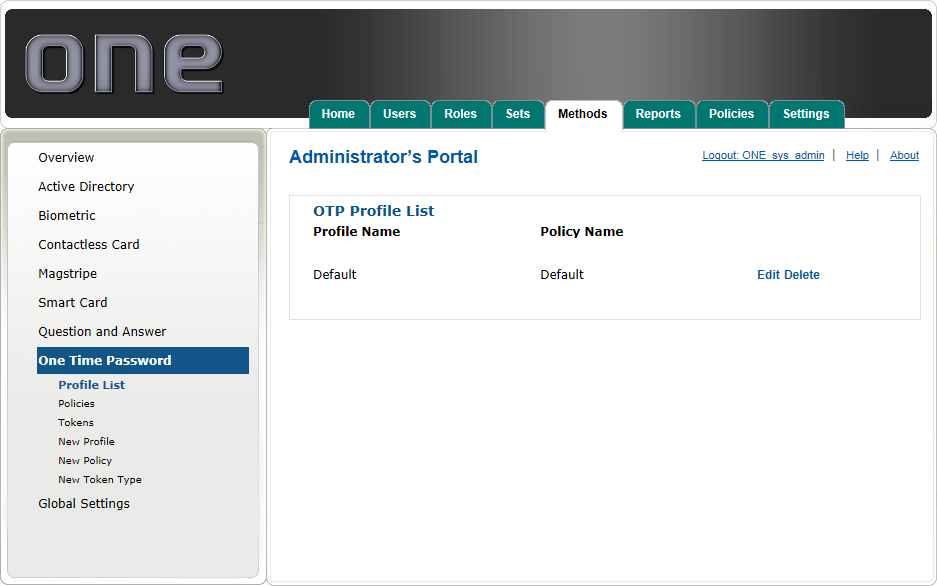 one
Home Users Roles Sets Methods Reports Policies Settings
Overview
Active Directory
Biometric
Contactless Card
Magstripe
Smart Card
Question and Answer
One Time Password
Profile List
Policies
Tokens
New Profile
New Policy
New Token Type
Global Settings
Administrator's Portal
Logout: ONE_sys_admin | Help | About
OTP Profile List
Profile Name Policy Name
Default Default Edit Delete